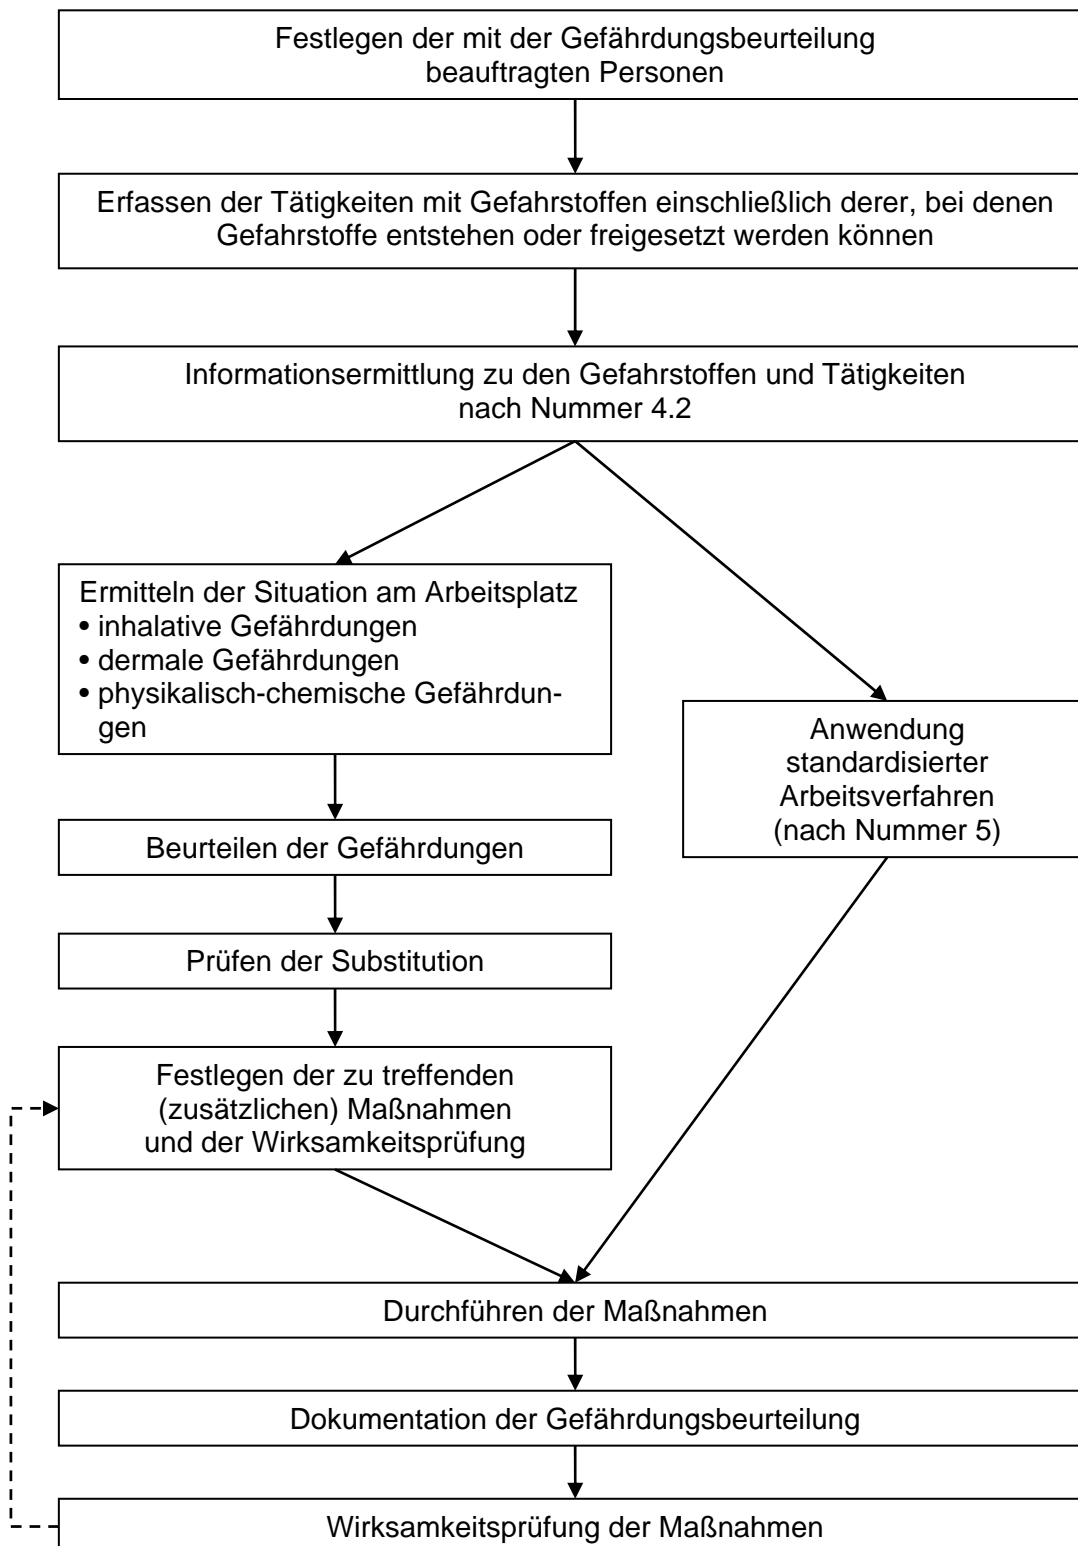 Festlegen der mit der Gefährdungsbeurteilung
beauftragten Personen
Erfassen der Tätigkeiten mit Gefahrstoffen einschließlich derer, bei denen
Gefahrstoffe entstehen oder freigesetzt werden können
Informationsermittlung zu den Gefahrstoffen und Tätigkeiten
nach Nummer 4.2
Ermitteln der Situation am Arbeitsplatz
• inhalative Gefährdungen
• dermale Gefährdungen
• physikalisch-chemische Gefährdun-
gen
Anwendung
standardisierter
Arbeitsverfahren
(nach Nummer 5)
Beurteilen der Gefährdungen
Prüfen der Substitution
Festlegen der zu treffenden
(zusätzlichen) Maßnahmen
und der Wirksamkeitsprüfung
Durchführen der Maßnahmen
Dokumentation der Gefährdungsbeurteilung
Wirksamkeitsprüfung der Maßnahmen